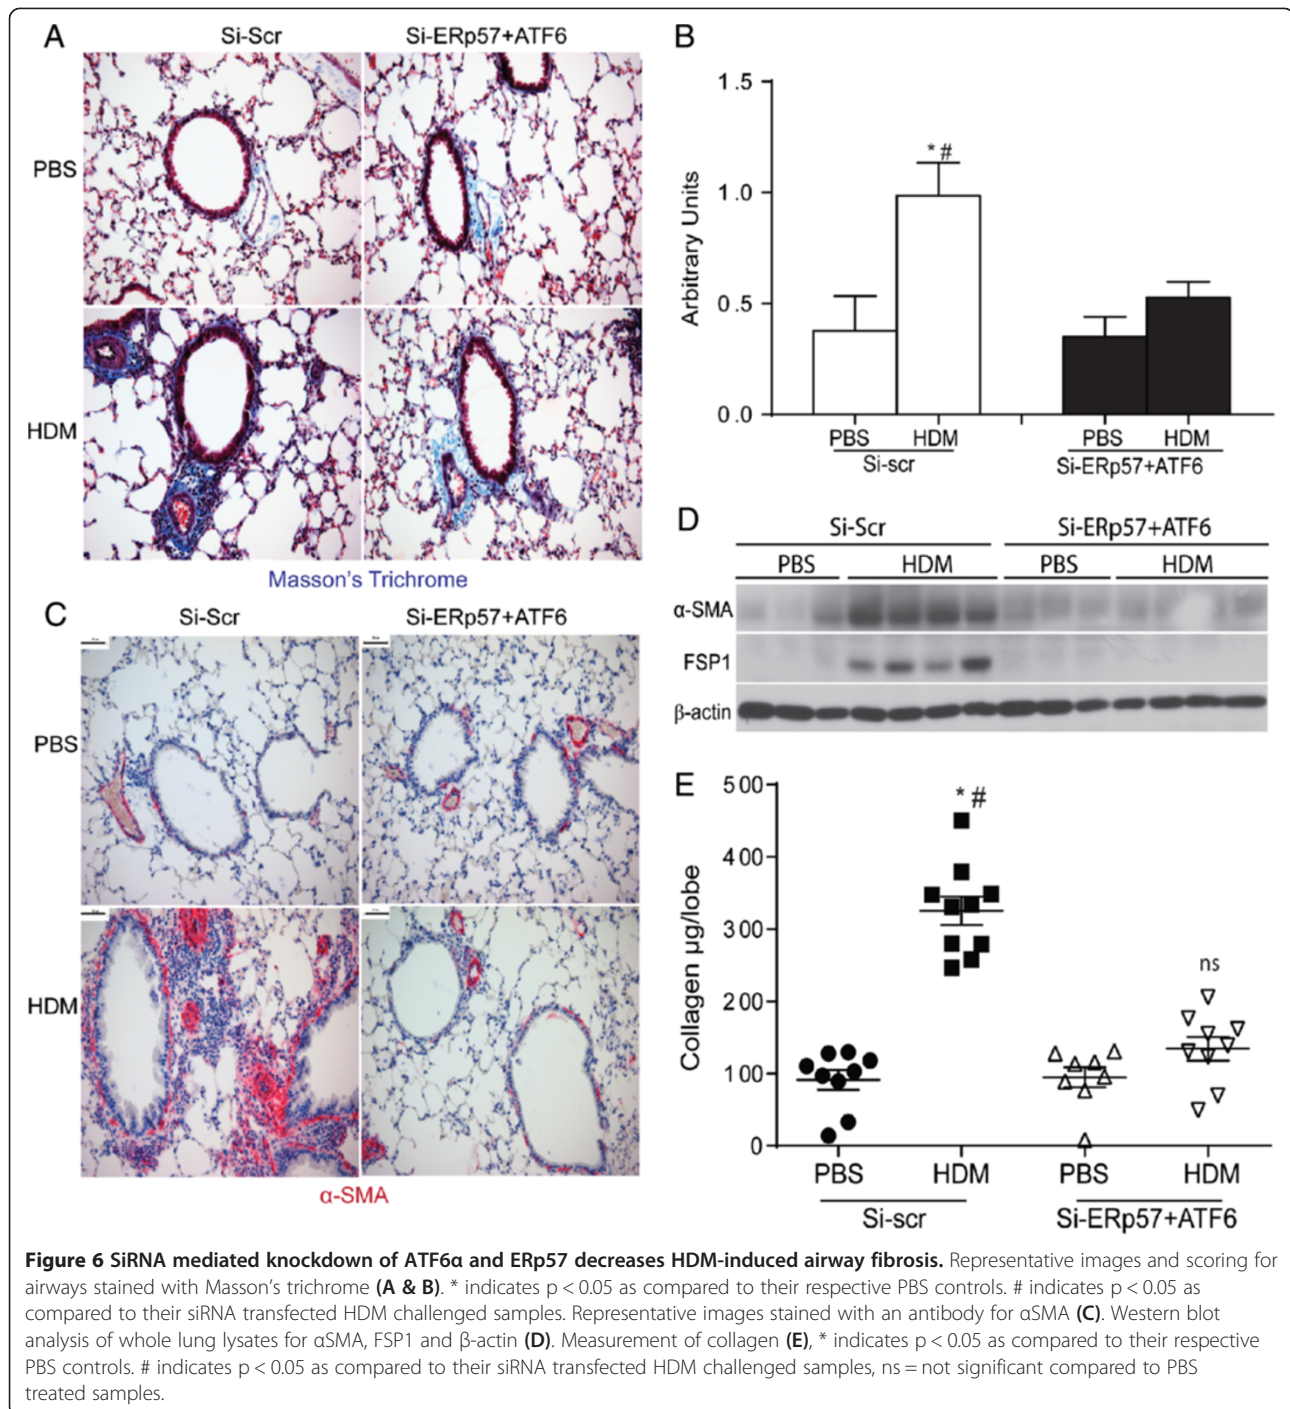 A
Si-Scr
Si-ERp57+ATF6
PBS
HDM
Masson's Trichrome
B
Arbitrary Units
1.5
1.0
0.5
0.0
* #
PBS
HDM
PBS
HDM
Si-scr
Si-ERp57+ATF6
C
Si-Scr
Si-ERp57+ATF6
PBS
HDM
α-SMA
D
Si-Scr
Si-ERp57+ATF6
PBS
HDM
PBS
HDM
α-SMA
FSP1
β-actin
E
Collagen µg/lobe
500
400
300
200
100
0
* #
ns
PBS
HDM
PBS
HDM
Si-scr
Si-ERp57+ATF6
Figure 6 SiRNA mediated knockdown of ATF6α and ERp57 decreases HDM-induced airway fibrosis. Representative images and scoring for
airways stained with Masson's trichrome (A & B). * indicates p < 0.05 as compared to their respective PBS controls. # indicates p < 0.05 as
compared to their siRNA transfected HDM challenged samples. Representative images stained with an antibody for αSMA (C). Western blot
analysis of whole lung lysates for αSMA, FSP1 and β-actin (D). Measurement of collagen (E), * indicates p < 0.05 as compared to their respective
PBS controls. # indicates p < 0.05 as compared to their siRNA transfected HDM challenged samples, ns = not significant compared to PBS
treated samples.